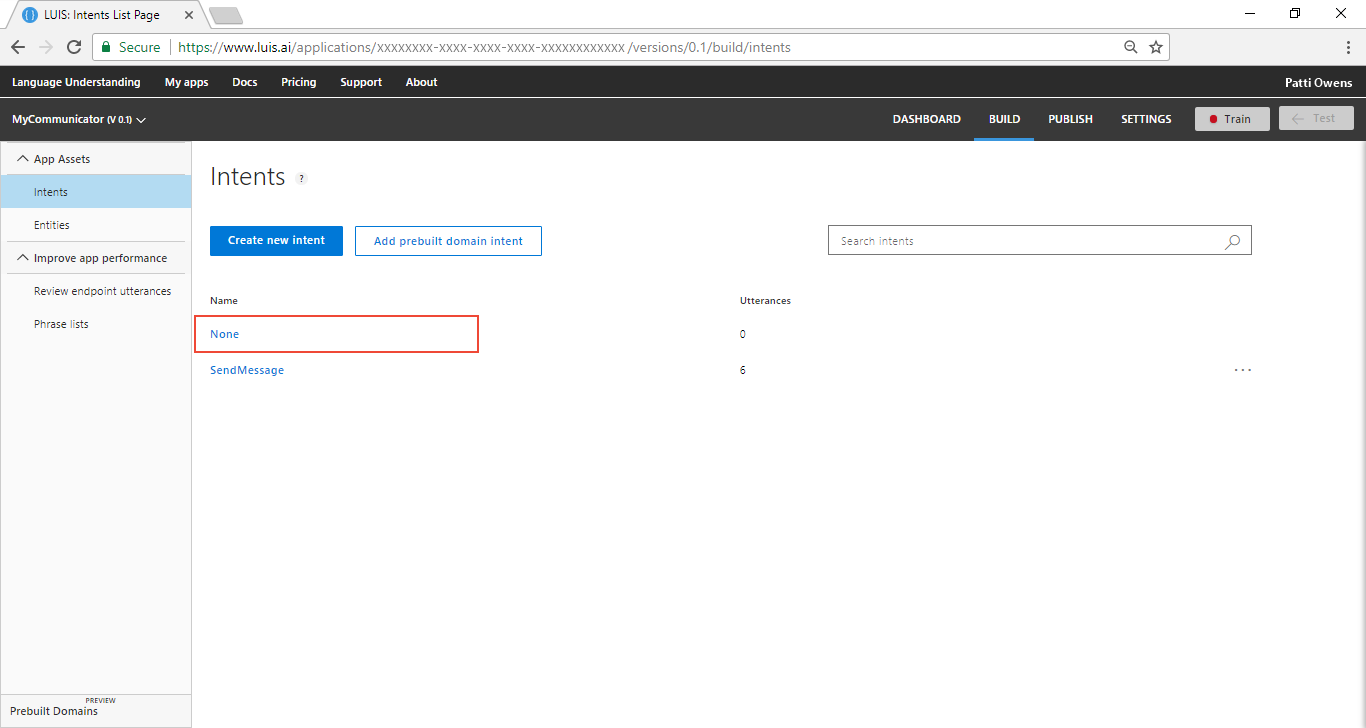 LUIS: Intents List Page
Secure https://www.luis.ai/applications/xxxxxxxx-xxxx-xxxx-xxxx-xxxxxxxxxxxx /versions/0.1/build/intents
Language Understanding My apps Docs Pricing Support About Patti Owens
MyCommunicator (V 0.1) DASHBOARD BUILD PUBLISH SETTINGS Train Test
App Assets
Intents
Entities
Improve app performance
Review endpoint utterances
Phrase lists
PREVIEW
Prebuilt Domains
Intents ?
Create new intent Add prebuilt domain intent Search intents
Name Utterances
None 0
SendMessage 6 ...